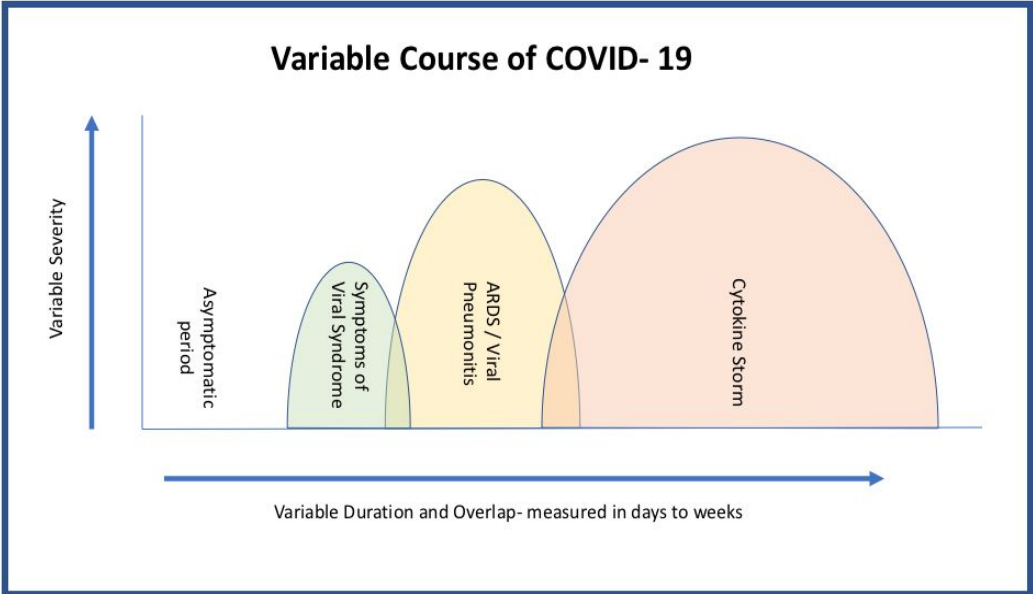 Variable Course of COVID- 19
Variable Severity
Asymptomatic
period
Symptoms of
Viral Syndrome
ARDS / Viral
Pneumonitis
Cytokine Storm
Variable Duration and Overlap- measured in days to weeks